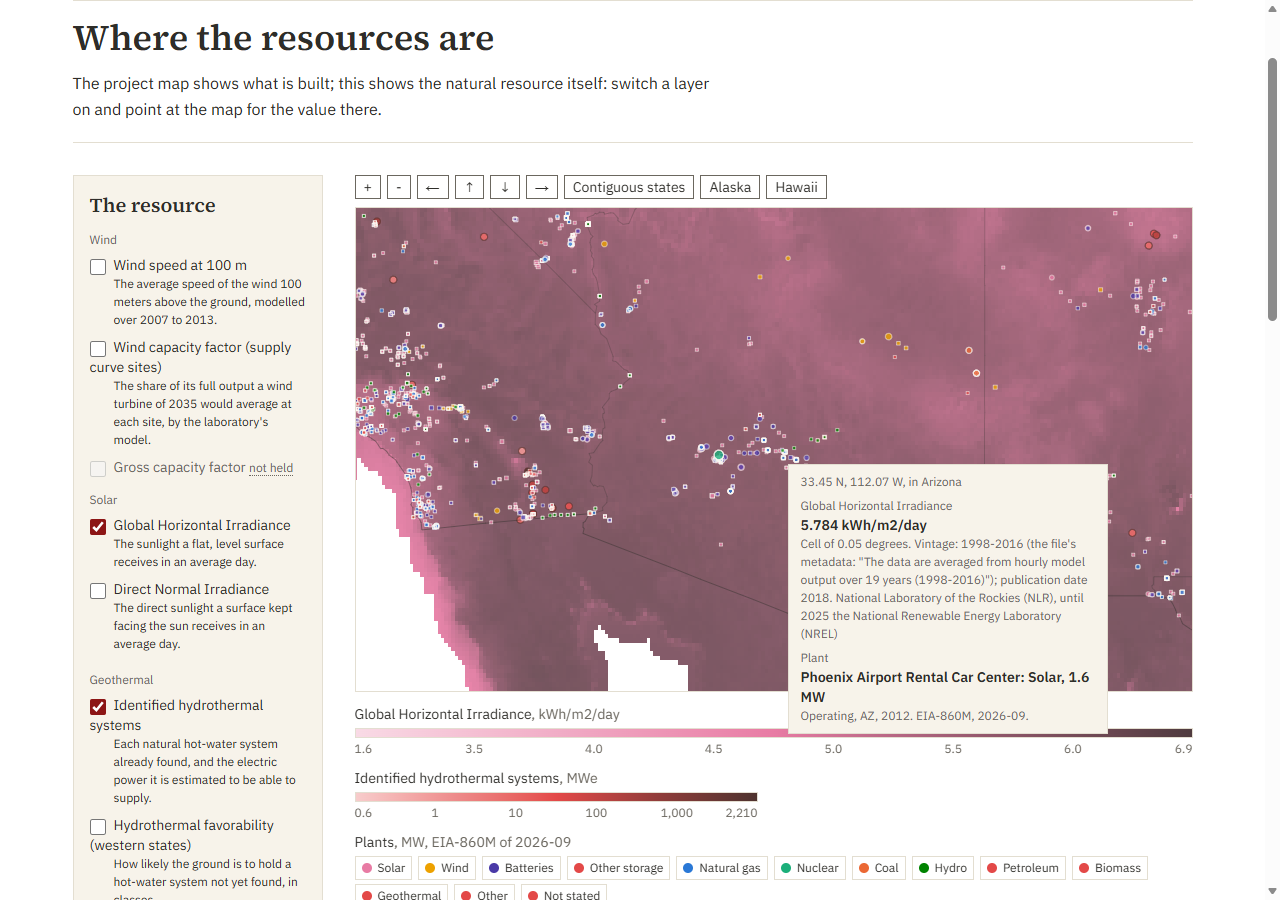 Where the resources are
The project map shows what is built; this shows the natural resource itself: switch a layer
on and point at the map for the value there.
The resource
Wind
Wind speed at 100 m
The average speed of the wind 100
meters above the ground, modelled
over 2007 to 2013.
Wind capacity factor (supply
curve sites)
The share of its full output a wind
turbine of 2035 would average at
each site, by the laboratory's
model.
Gross capacity factor not held
Solar
Global Horizontal Irradiance
The sunlight a flat, level surface
receives in an average day.
Direct Normal Irradiance
The direct sunlight a surface kept
facing the sun receives in an
average day.
Geothermal
Identified hydrothermal
systems
Each natural hot-water system
already found, and the electric
power it is estimated to be able to
supply.
Hydrothermal favorability
(western states)
How likely the ground is to hold a
hot-water system not yet found, in
classes.
+ - ← ↑ ↓ → Contiguous states Alaska Hawaii
33.45 N, 112.07 W, in Arizona
Global Horizontal Irradiance
5.784 kWh/m2/day
Cell of 0.05 degrees. Vintage: 1998-2016 (the file's
metadata: "The data are averaged from hourly model
output over 19 years (1998-2016)"); publication date
2018. National Laboratory of the Rockies (NLR), until
2025 the National Renewable Energy Laboratory
(NREL)
Plant
Phoenix Airport Rental Car Center: Solar, 1.6
MW
Operating, AZ, 2012. EIA-860M, 2026-09.
Global Horizontal Irradiance, kWh/m2/day
1.6 3.5 4.0 4.5 5.0 5.5 6.0 6.9
Identified hydrothermal systems, MWe
0.6 1 10 100 1,000 2,210
Plants, MW, EIA-860M of 2026-09
Solar Wind Batteries Other storage Natural gas Nuclear Coal Hydro Petroleum Biomass
Geothermal Other Not stated